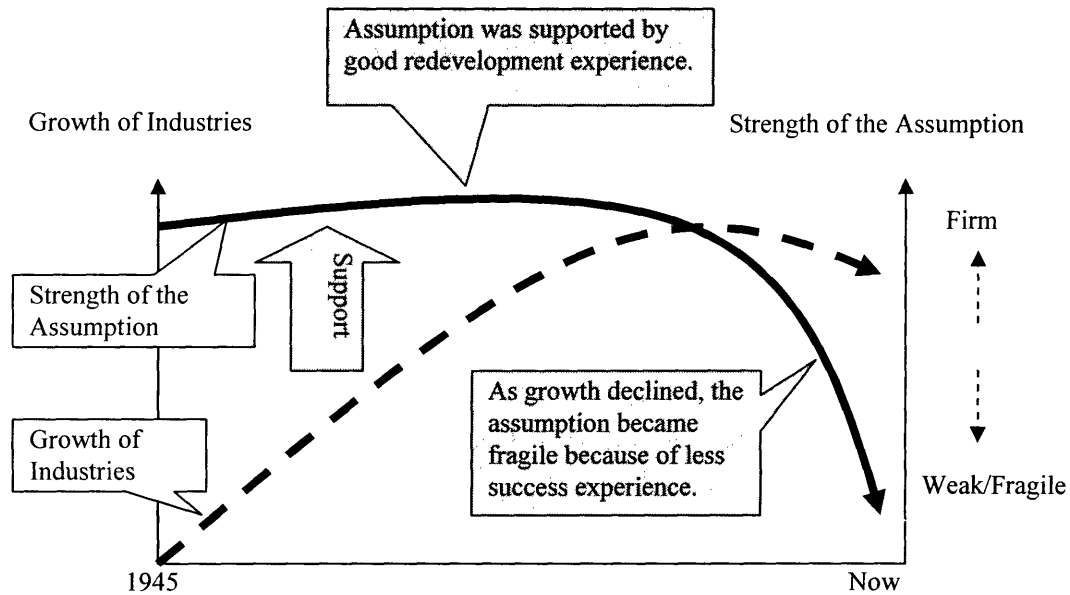 Assumption was supported by
good redevelopment experience.
Growth of Industries
Strength of the Assumption
Firm
Support
Strength of the
Assumption
As growth declined, the
assumption became
fragile because of less
success experience.
Growth of
Industries
Weak/Fragile
1945
Now